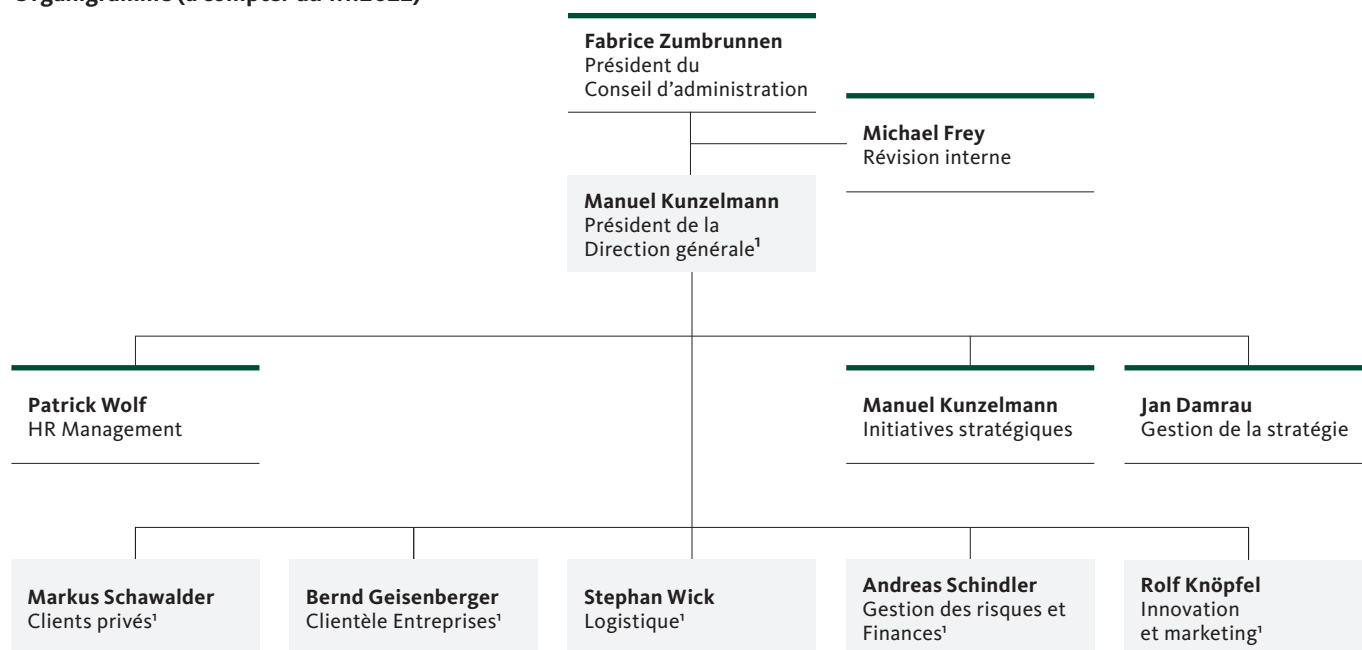 Fabrice Zumbrunnen
Président du
Conseil d'administration
Michael Frey
Révision interne
Manuel Kunzelmann
Président de la
Direction générale¹
Patrick Wolf
HR Management
Manuel Kunzelmann
Initiatives stratégiques
Jan Damrau
Gestion de la stratégie
Markus Schawalder
Clients privés¹
Bernd Geisenberger
Clientèle Entreprises¹
Stephan Wick
Logistique¹
Andreas Schindler
Gestion des risques et
Finances¹
Rolf Knöpfel
Innovation
et marketing¹